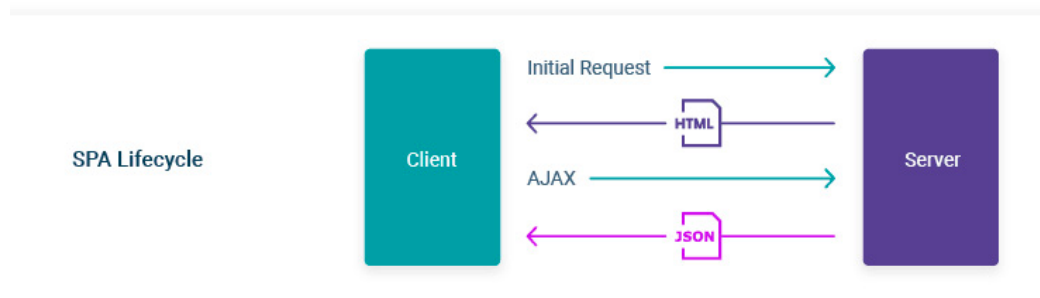 SPA Lifecycle
Client
Initial Request
HTML
AJAX
JSON
Server